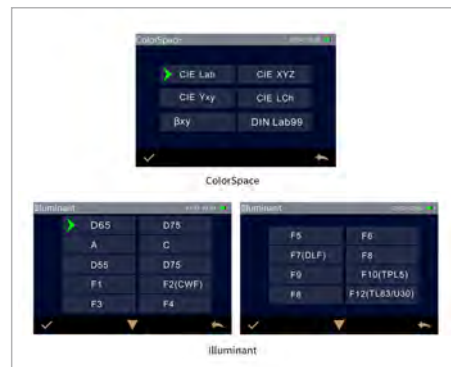 ColorSpace
CIE Lab CIE XYZ
CIE Yxy CIE LCh
βxy DIN Lab99
ColorSpace
Illuminant
D65 D75
A C
D55 D75
F1 F2(CWF)
F3 F4
Illuminant
F5 F6
F7(DLF) F8
F9 F10(TPL5)
F8 F12(TL83/U30)
Illuminant